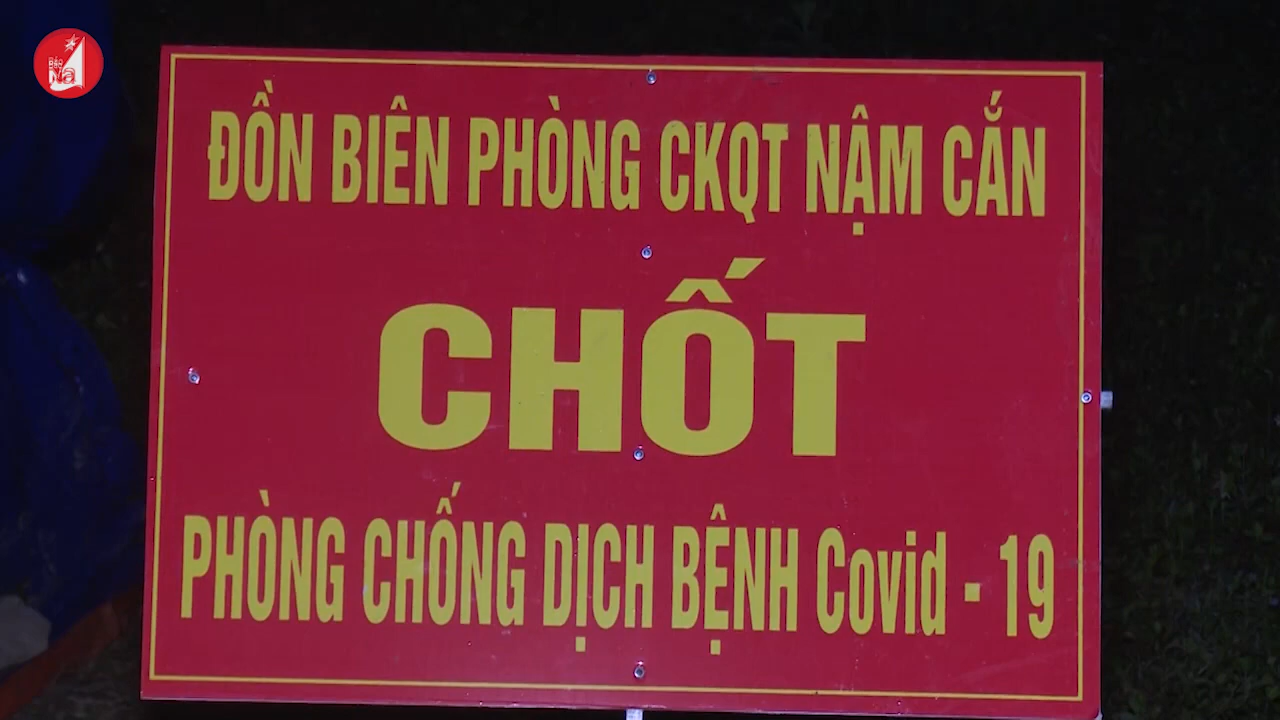 ĐỒN BIÊN PHÒNG CKQT NẬM CẮN
CHỐT
PHÒNG CHỐNG DỊCH BỆNH Covid - 19